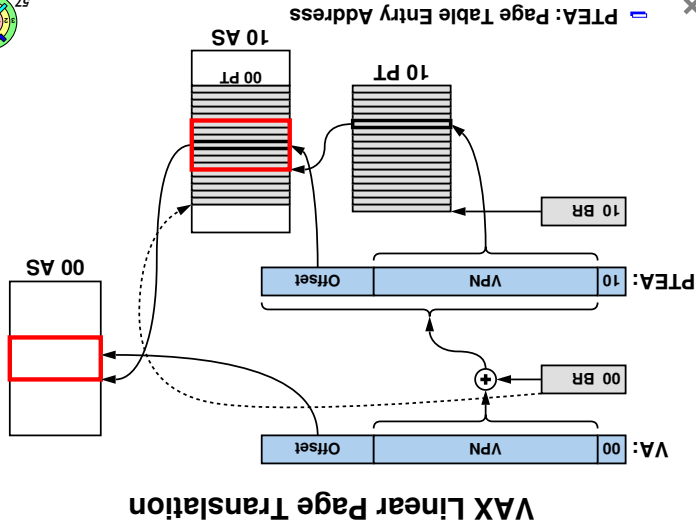 VAX Linear Page Translation
VA: 00 VPN Offset
00 BR
+
PTEA: 10 VPN Offset
10 BR
00 AS
10 PT
00 PT
10 AS
– PTEA: Page Table Entry Address
57